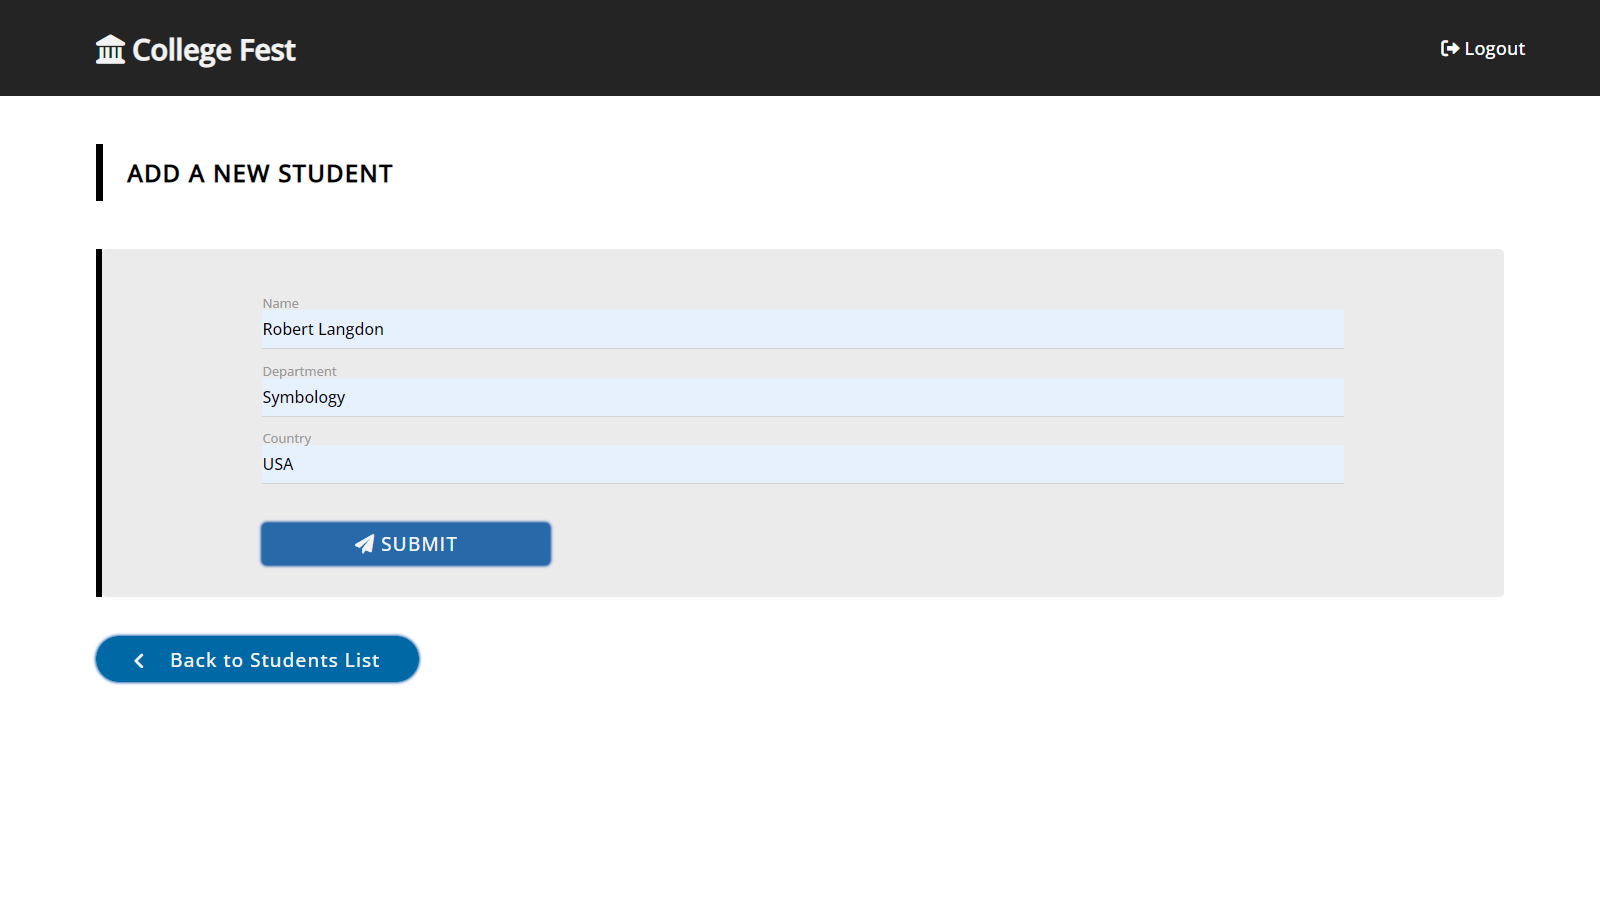 College Fest
Logout
ADD A NEW STUDENT
Name
Robert Langdon
Department
Symbology
Country
USA
SUBMIT
Back to Students List